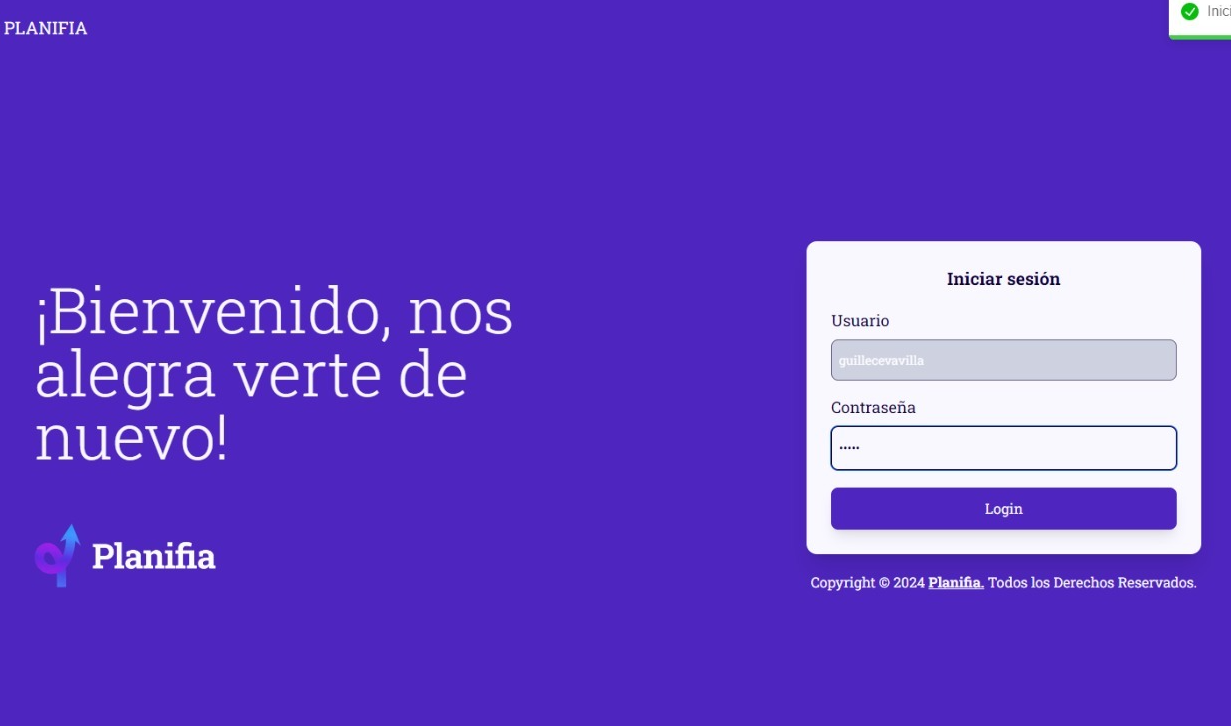 PLANIFIA
Inici
¡Bienvenido, nos
alegra verte de
nuevo!
Planifia
Iniciar sesión
Usuario
guillecevavilla
Contraseña
•••••
Login
Copyright © 2024 Planifia. Todos los Derechos Reservados.